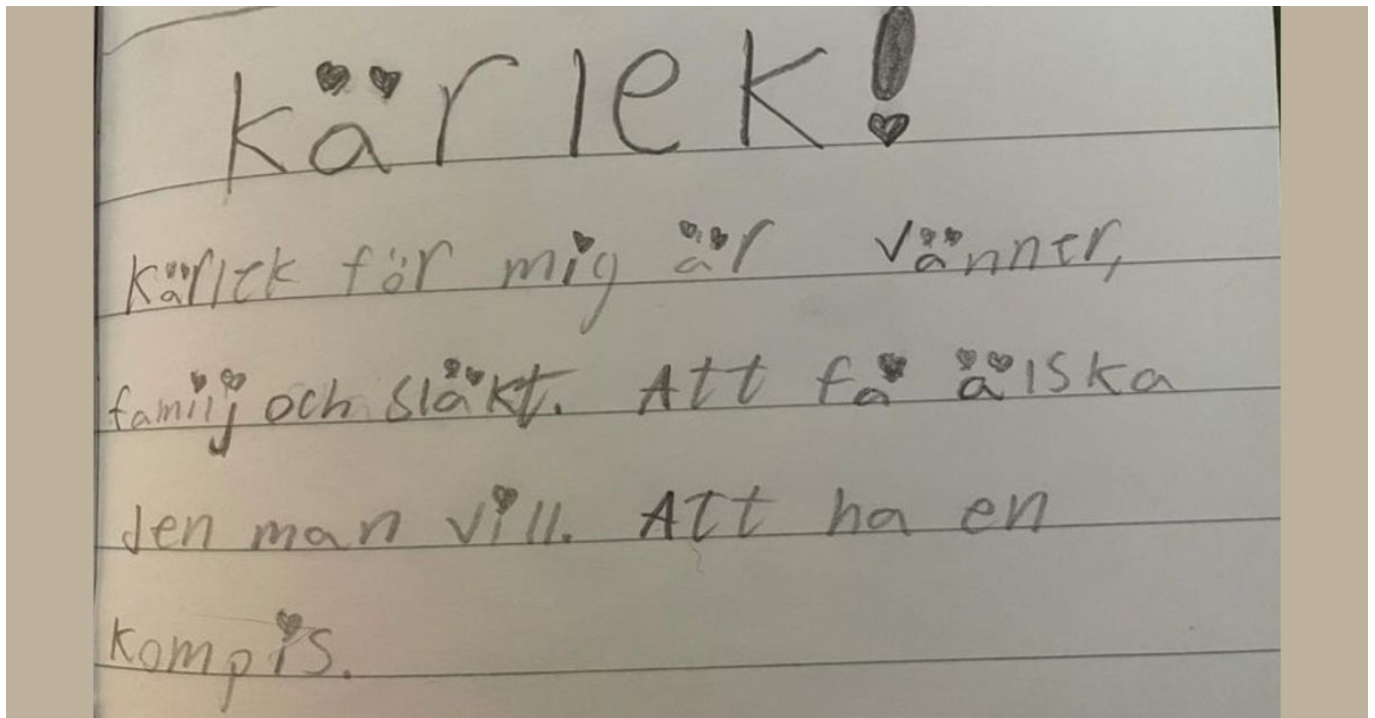 kärlek!
kärlek för mig är vänner,
familj och släkt. Att få älska
den man vill. Att ha en
kompis.